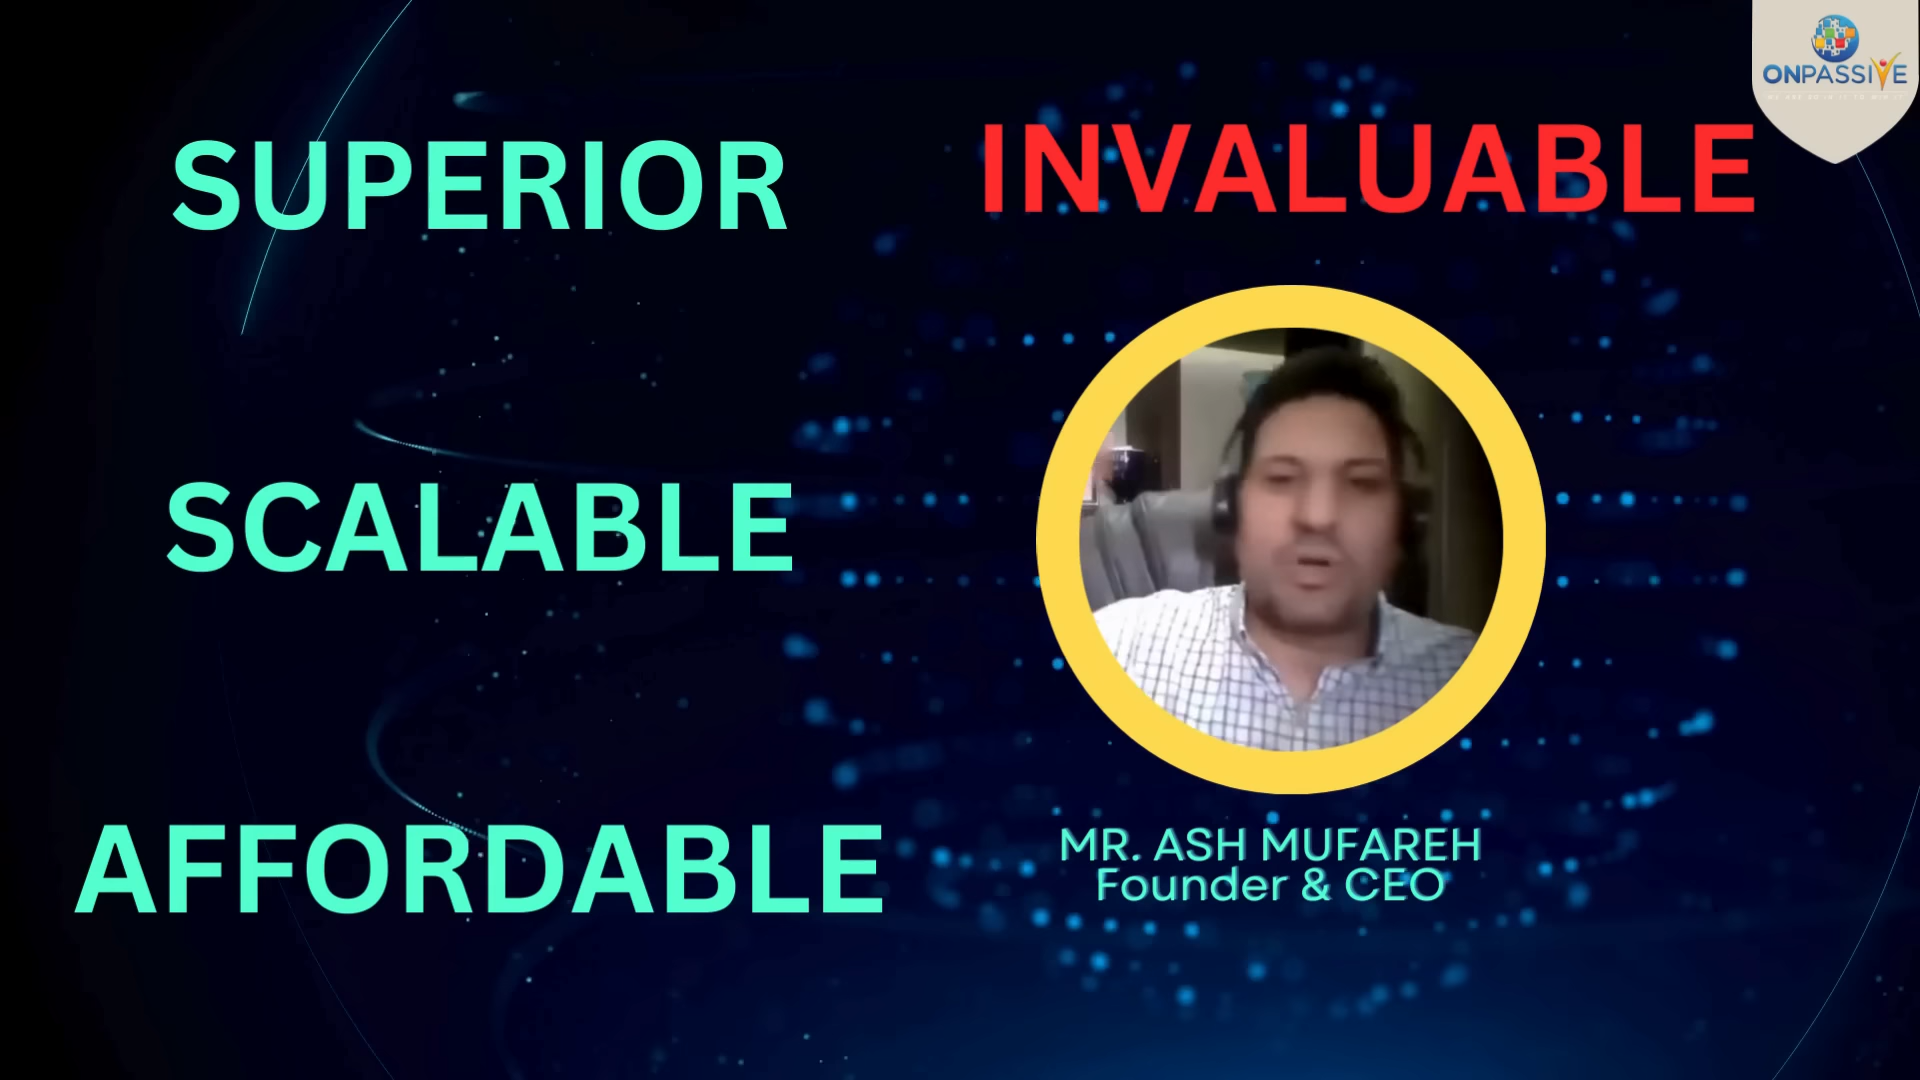 SUPERIOR
SCALABLE
AFFORDABLE
INVALUABLE
MR. ASH MUFAREH
Founder & CEO
ONPASSIVE